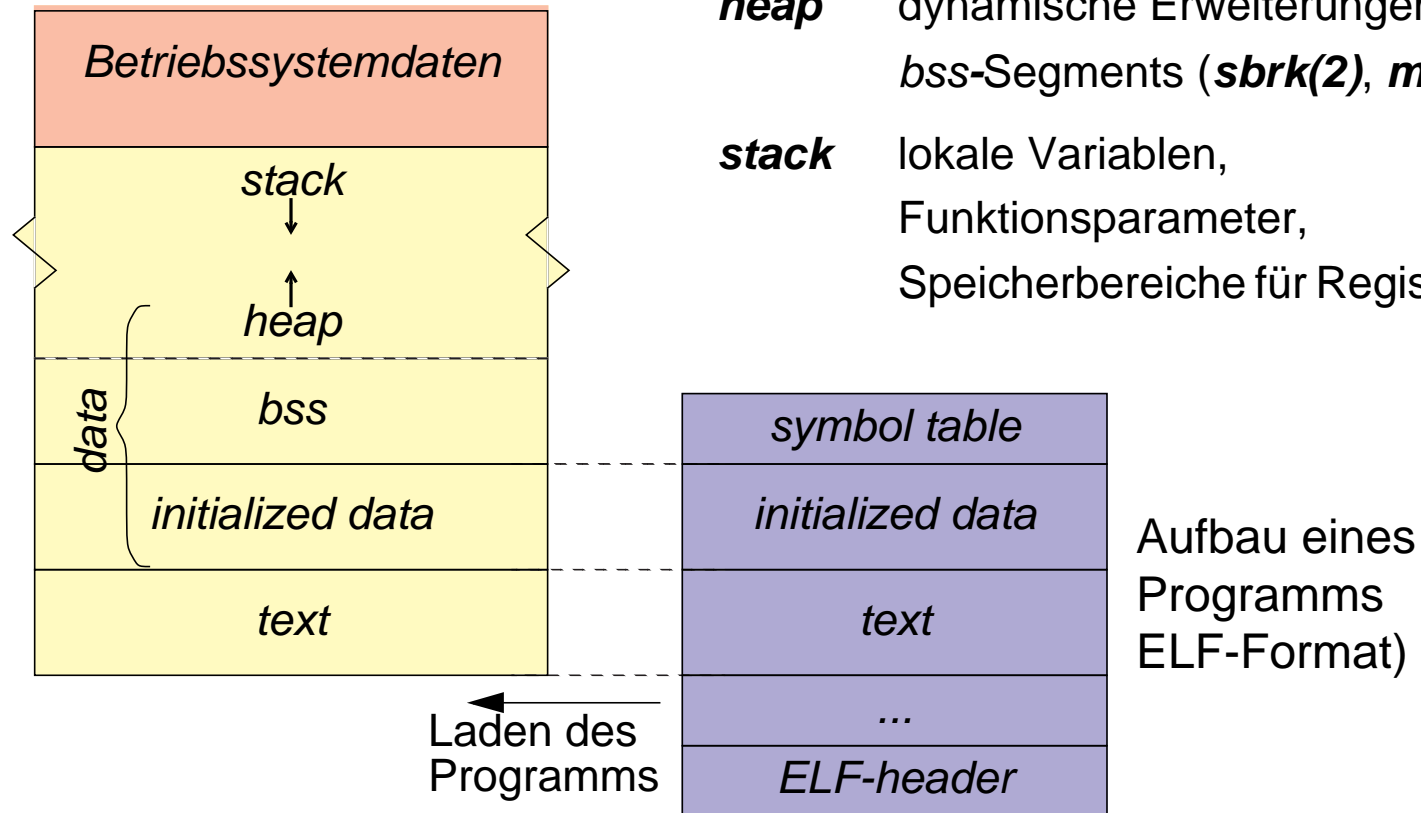 Betriebssystemdaten
stack
heap
data
bss
initialized data
text
heap dynamische Erweiterungen
bss-Segments (sbrk(2), m
stack lokale Variablen,
Funktionsparameter,
Speicherbereiche für Regis
symbol table
initialized data
text
...
ELF-header
Laden des
Programms
Aufbau eines
Programms
ELF-Format)